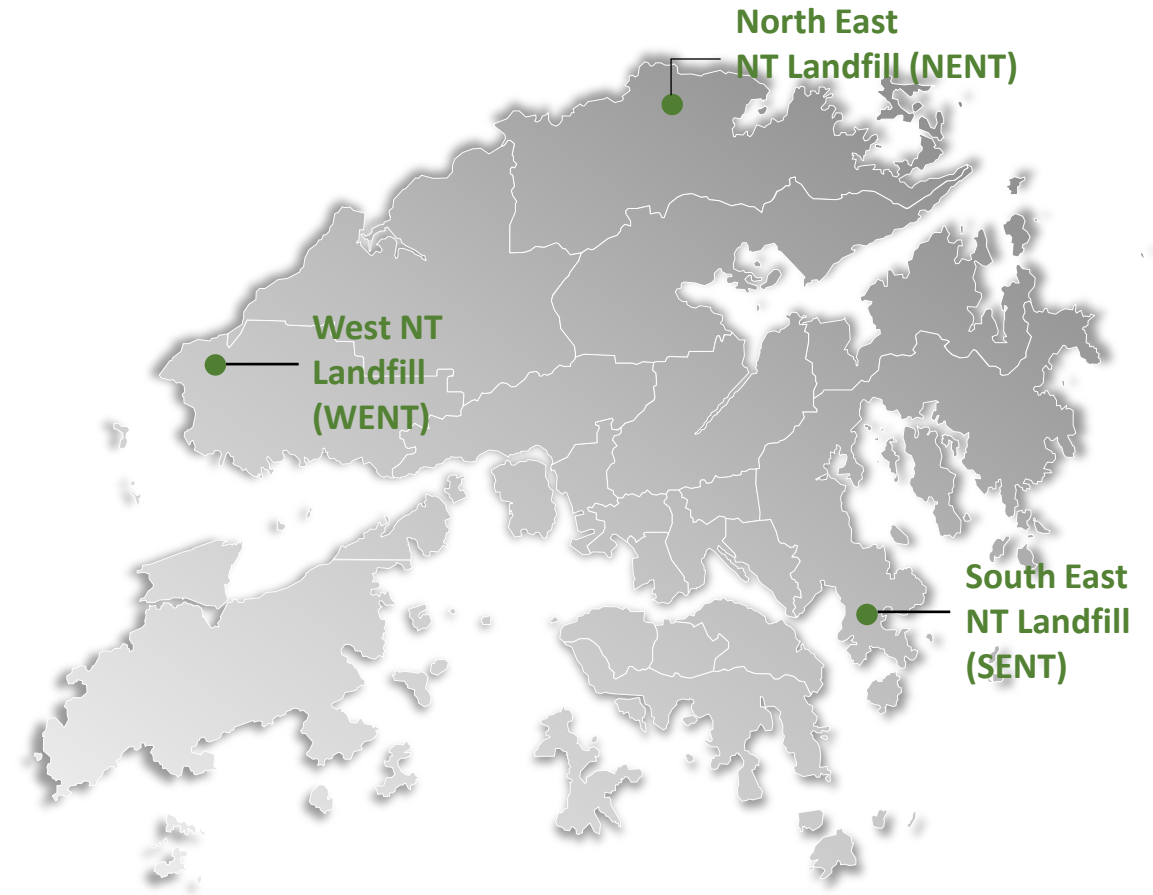 North East
NT Landfill (NENT)
West NT
Landfill
(WENT)
South East
NT Landfill
(SENT)